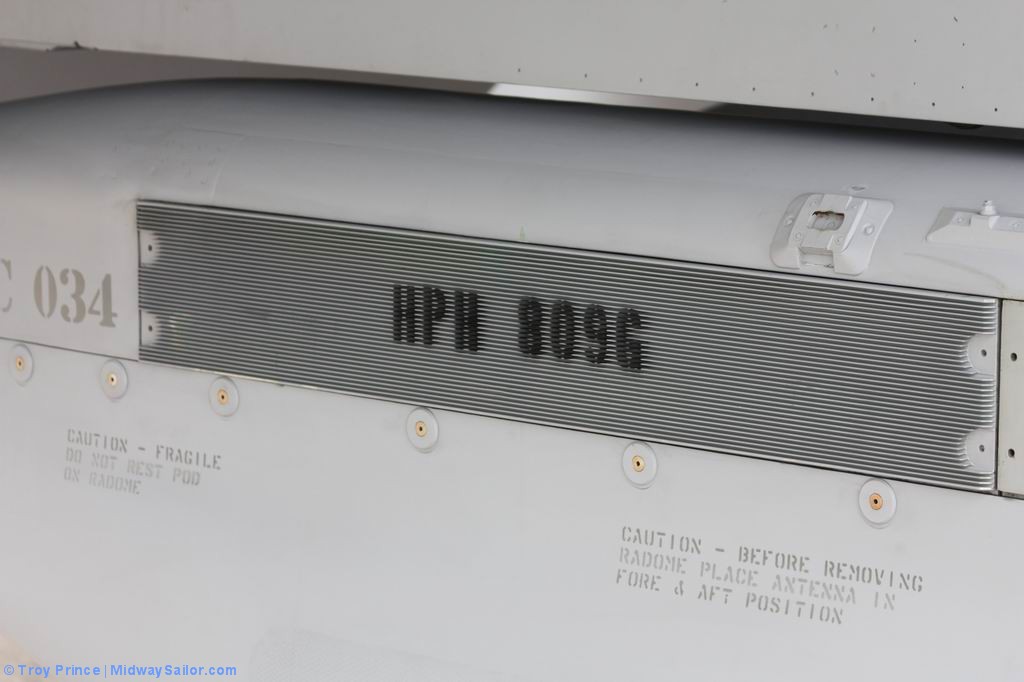 C 034
HPH 809G
CAUTION - FRAGILE
DO NOT REST POD
ON RADOME
CAUTION - BEFORE REMOVING
RADOME PLACE ANTENNA IN
FORE & AFT POSITION
© Troy Prince | MidwaySailor.com